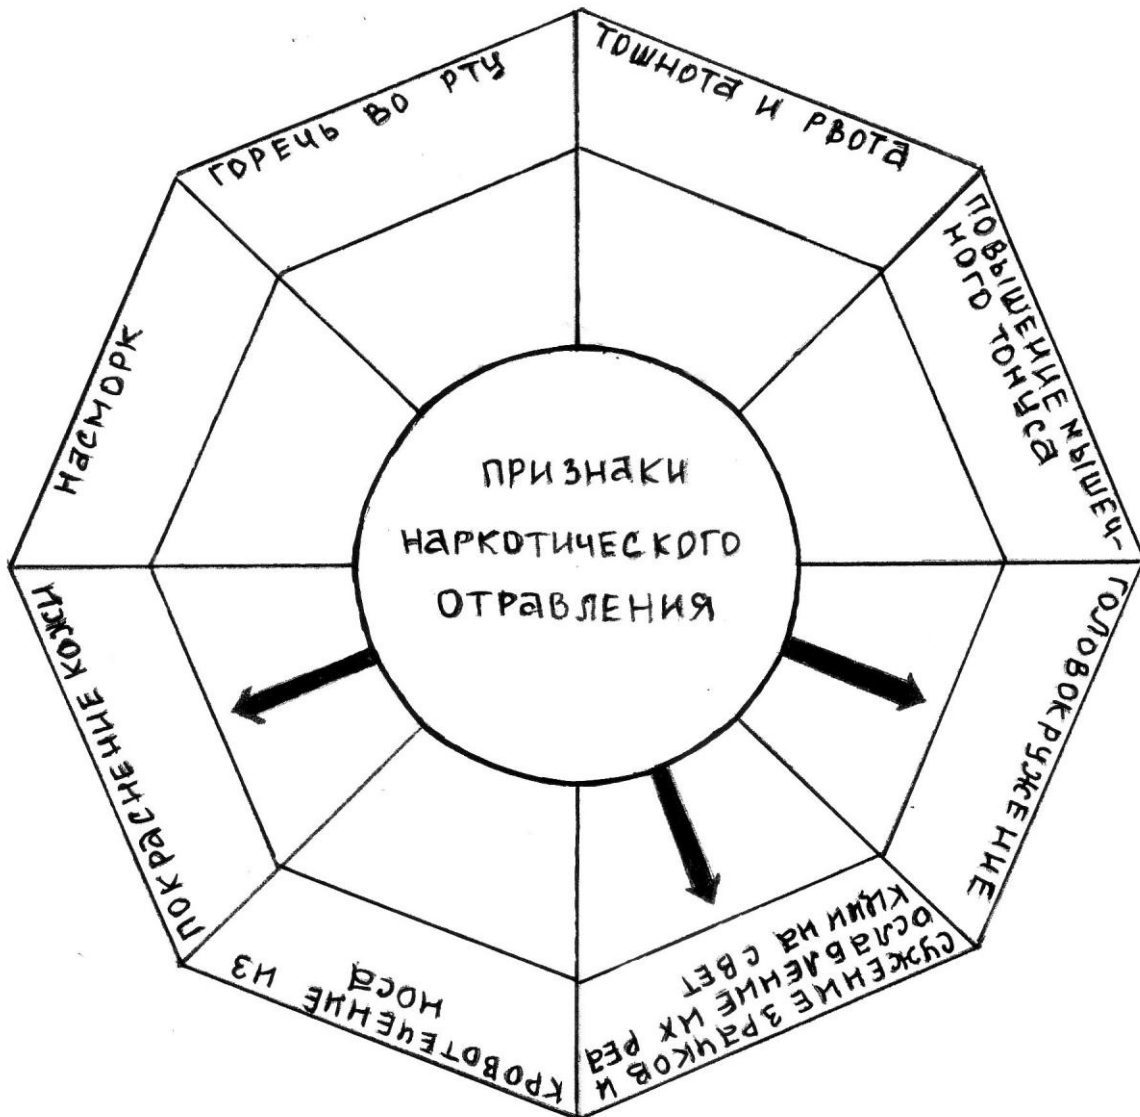 ПРИЗНАКИ
НАРКОТИЧЕСКОГО
ОТРАВЛЕНИЯ
ТОШНОТА И РВОТА
ПОВЫШЕНИЕ МЫШЕЧ-
НОГО ТОНУСА
ГОЛОВОКРУЖЕНИЕ
СУЖЕНИЕ ЗРАЧКОВ И
ОСЛАБЛЕНИЕ ИХ РЕА
КЦИИ НА СВЕТ
КРОВОТЕЧЕНИЕ ИЗ
НОСА
ПОКРАСНЕНИЕ КОЖИ
НАСМОРК
ГОРЕЧЬ ВО РТУ